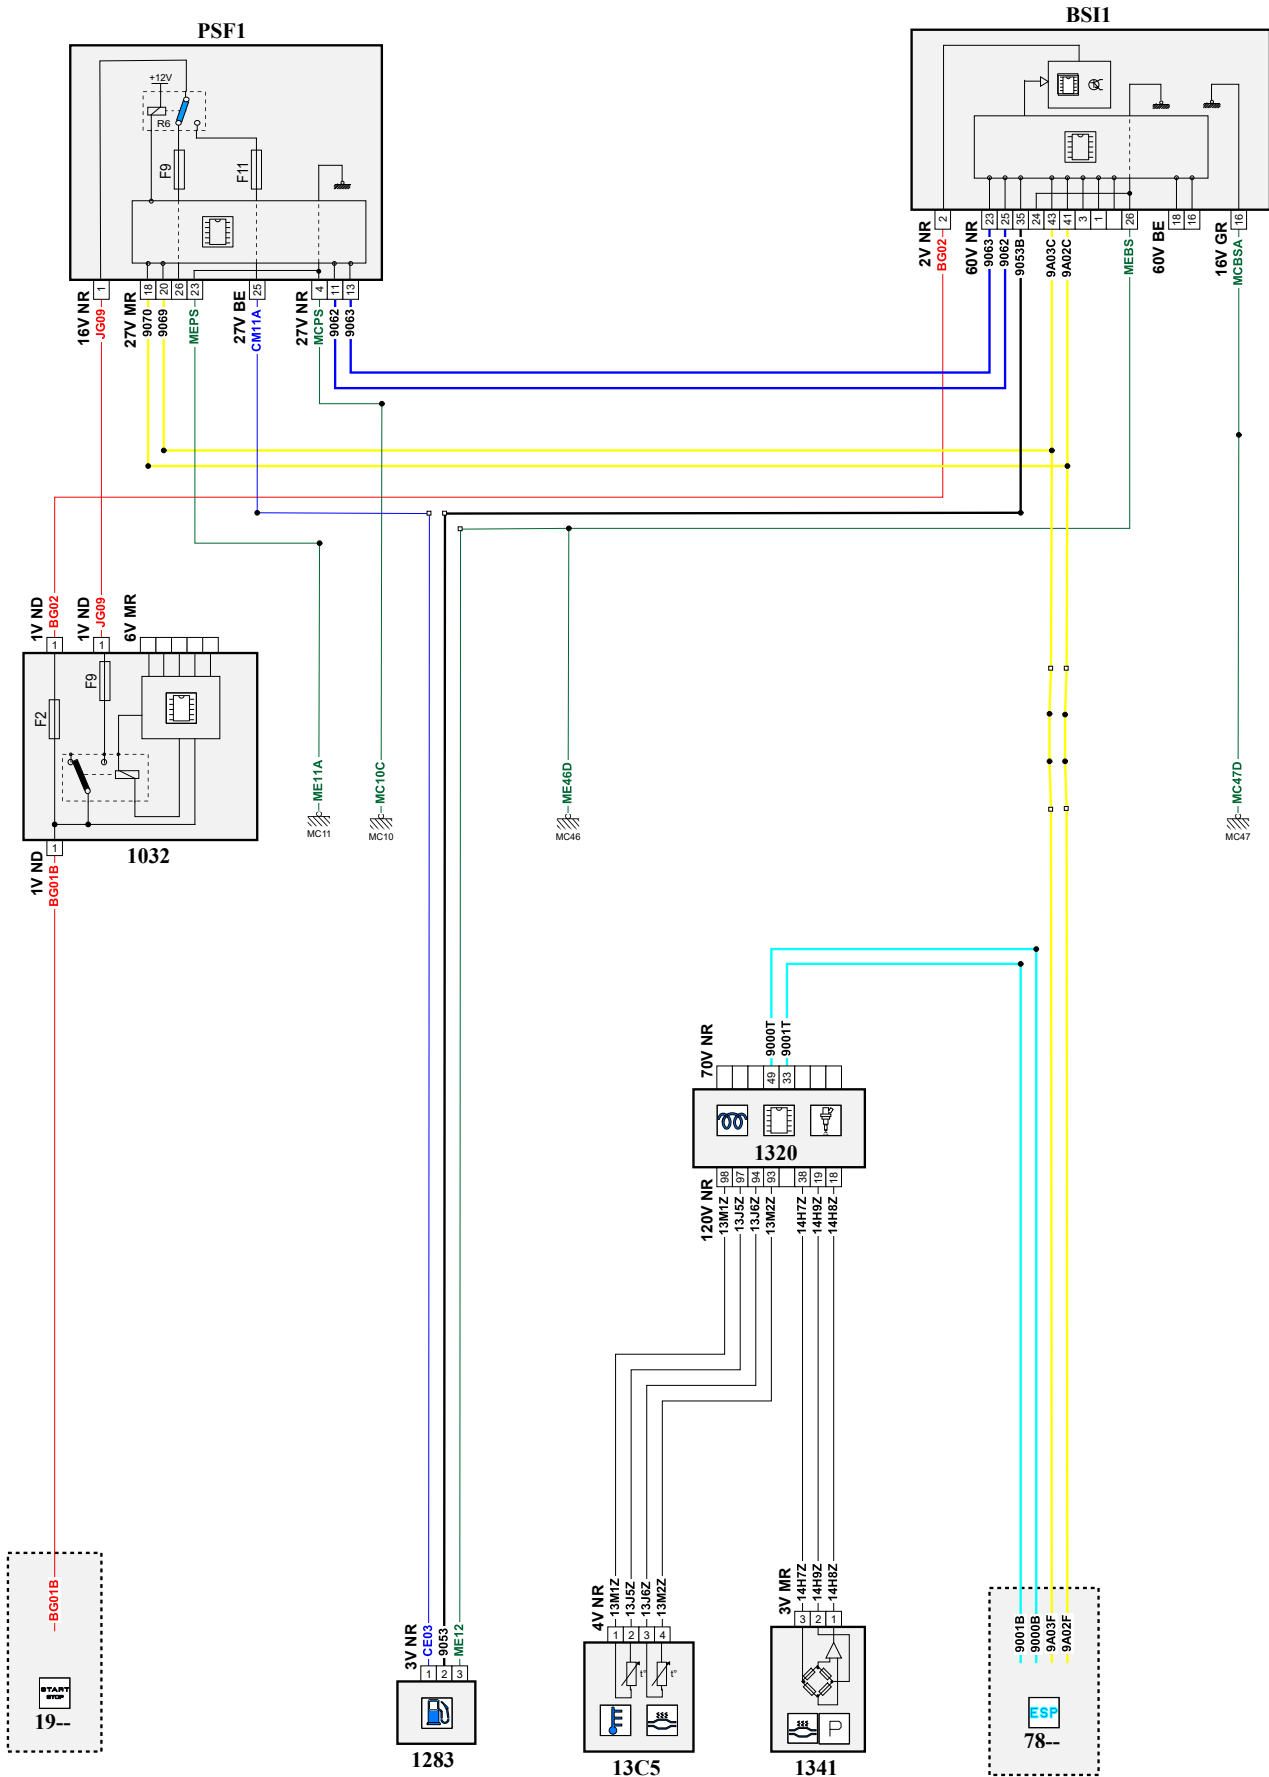 PSF1
BSI1
+12V
R6
F9
F11
1
18
20
26
23
25
4
11
13
16V NR
JG09
27V MR
9070
9069
MEPS
27V BE
CM11A
27V NR
MCPS
9062
9063
2
23
25
35
24
43
41
3
1
26
18
16
16
2V NR
BG02
60V NR
9063
9062
9053B
9A03C
9A02C
MEBS
60V BE
16V GR
MCBSA
1V ND
BG02
1V ND
JG09
6V MR
1
1
F2
F9
1032
1
1V ND
BG01B
ME11A
MC11
MC10C
MC10
ME46D
MC46
MC47D
MC47
70V NR
9000T
9001T
49
33
1320
98
97
94
93
38
19
18
120V NR
13M1Z
13J5Z
13J6Z
13M2Z
14H7Z
14H9Z
14H8Z
BG01B
START
STOP
19--
3V NR
CE03
9053
ME12
1
2
3
1283
4V NR
13M1Z
13J5Z
13J6Z
13M2Z
1
2
3
4
t°
t°
13C5
3V MR
14H7Z
14H9Z
14H8Z
3
2
1
P
1341
9001B
9000B
9A03F
9A02F
ESP
78--